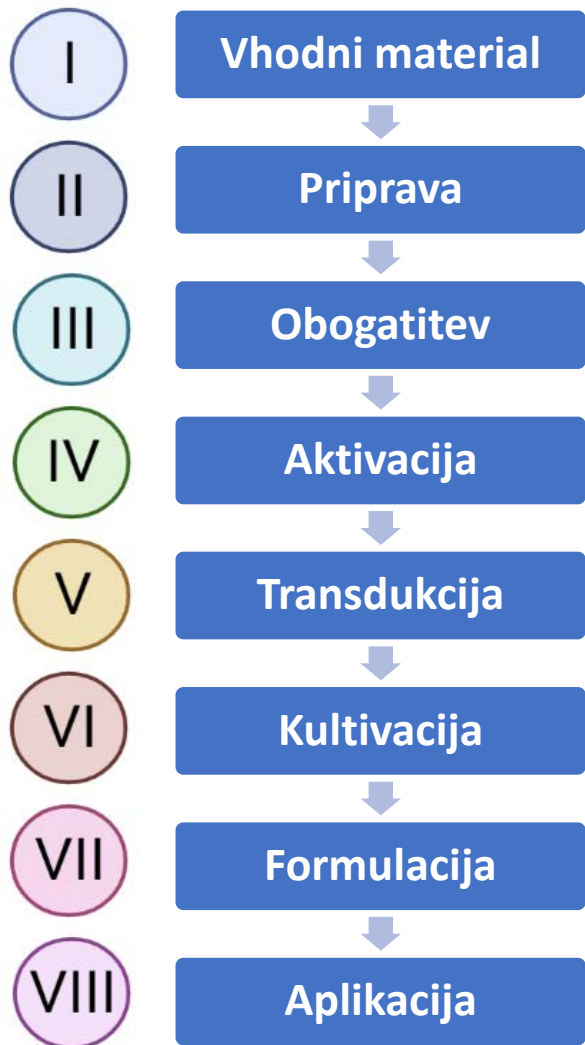 I
Vhodni material
II
Priprava
III
Obogatitev
IV
Aktivacija
V
Transdukcija
VI
Kultivacija
VII
Formulacija
VIII
Aplikacija